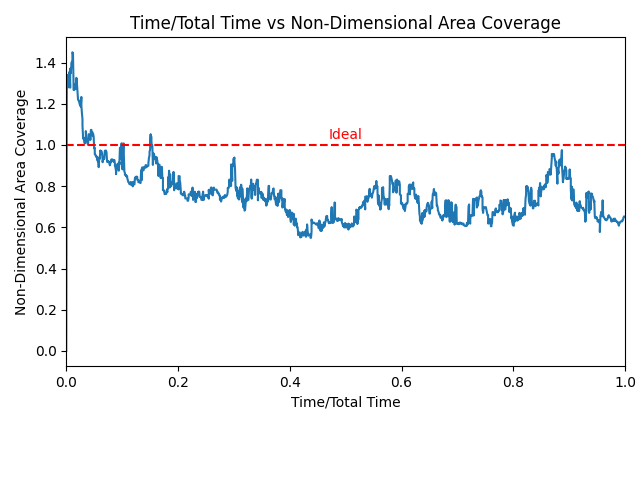 Time/Total Time vs Non-Dimensional Area Coverage
Non-Dimensional Area Coverage
1.4
1.2
1.0
0.8
0.6
0.4
0.2
0.0
Ideal
0.0 0.2 0.4 0.6 0.8 1.0
Time/Total Time